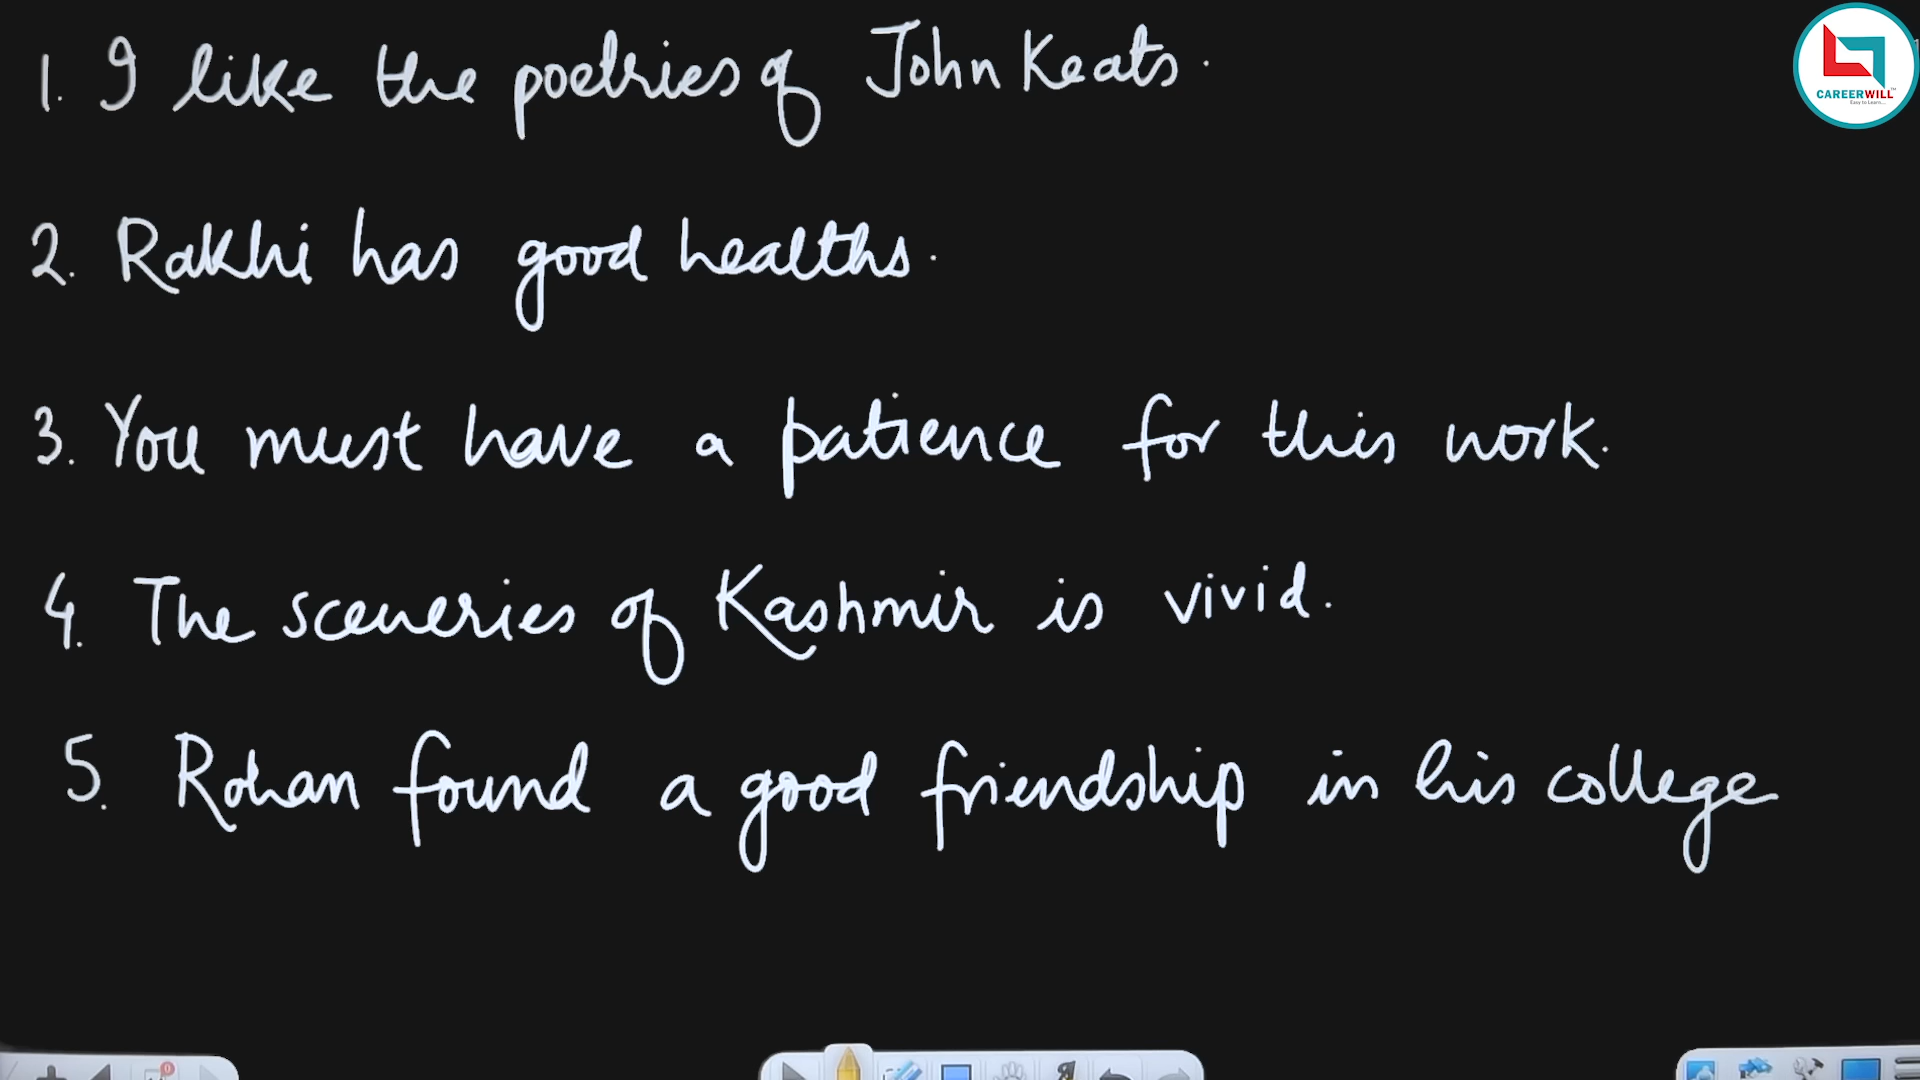 1. I like the poetries of John Keats.
CAREERWILL
2. Rakhi has good healths.
3. You must have a patience for this work.
4. The sceneries of Kashmir is vivid.
5. Rohan found a good friendship in his college